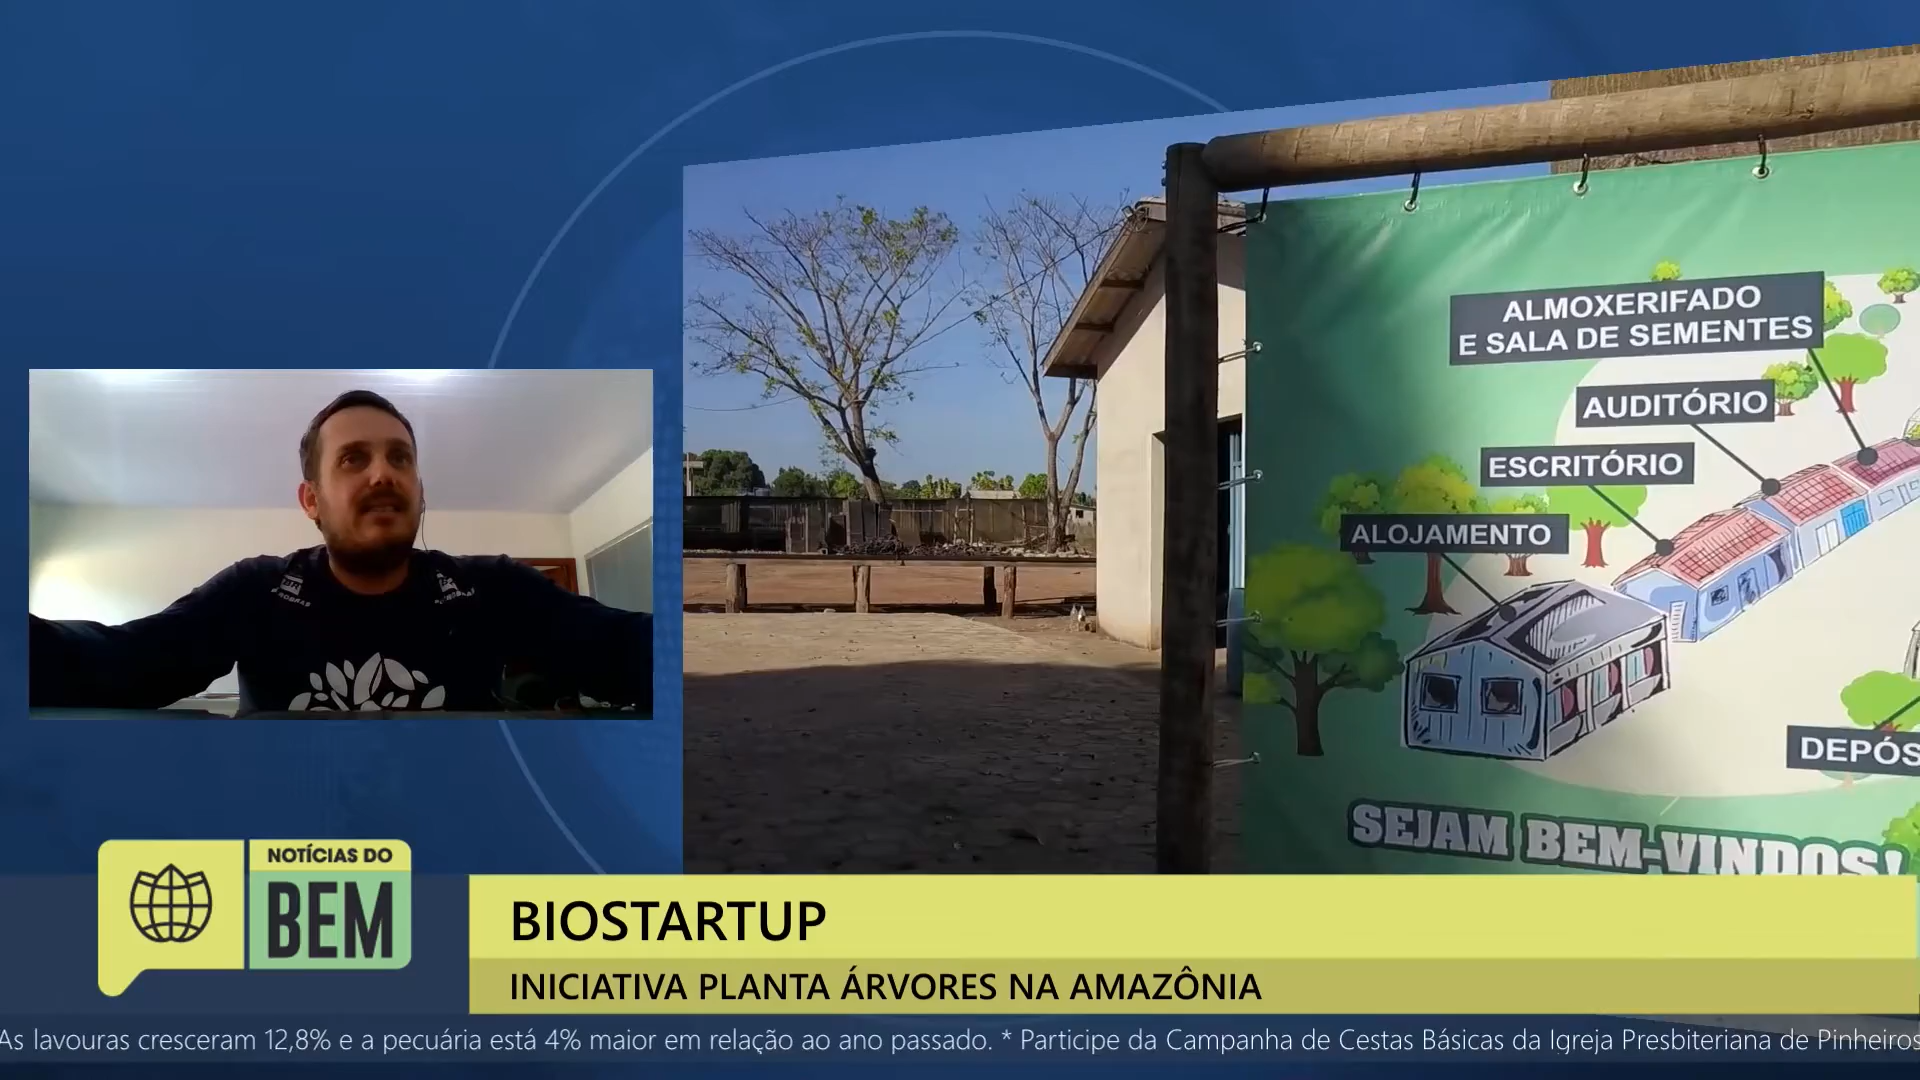 ALMOXERIFADO
E SALA DE SEMENTES
AUDITÓRIO
ESCRITÓRIO
ALOJAMENTO
DEPÓS
SEJAM BEM-VINDOS!
NOTÍCIAS DO
BEM
BIOSTARTUP
INICIATIVA PLANTA ÁRVORES NA AMAZÔNIA
As lavouras cresceram 12,8% e a pecuária está 4% maior em relação ao ano passado. * Participe da Campanha de Cestas Básicas da Igreja Presbiteriana de Pinheiros